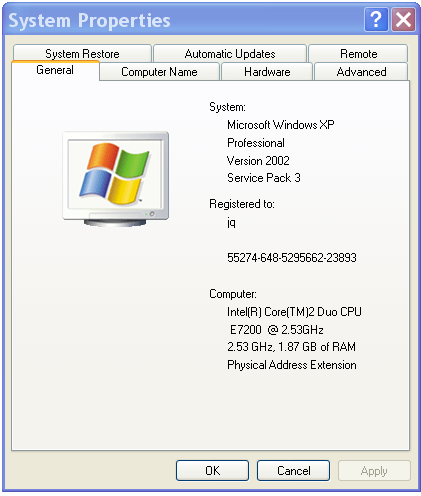 System Properties
System Restore
Automatic Updates
Remote
General
Computer Name
Hardware
Advanced
System:
Microsoft Windows XP
Professional
Version 2002
Service Pack 3
Registered to:
jq
55274-648-5295662-23893
Computer:
Intel(R) Core(TM)2 Duo CPU
E7200 @ 2.53GHz
2.53 GHz, 1.87 GB of RAM
Physical Address Extension
OK
Cancel
Apply